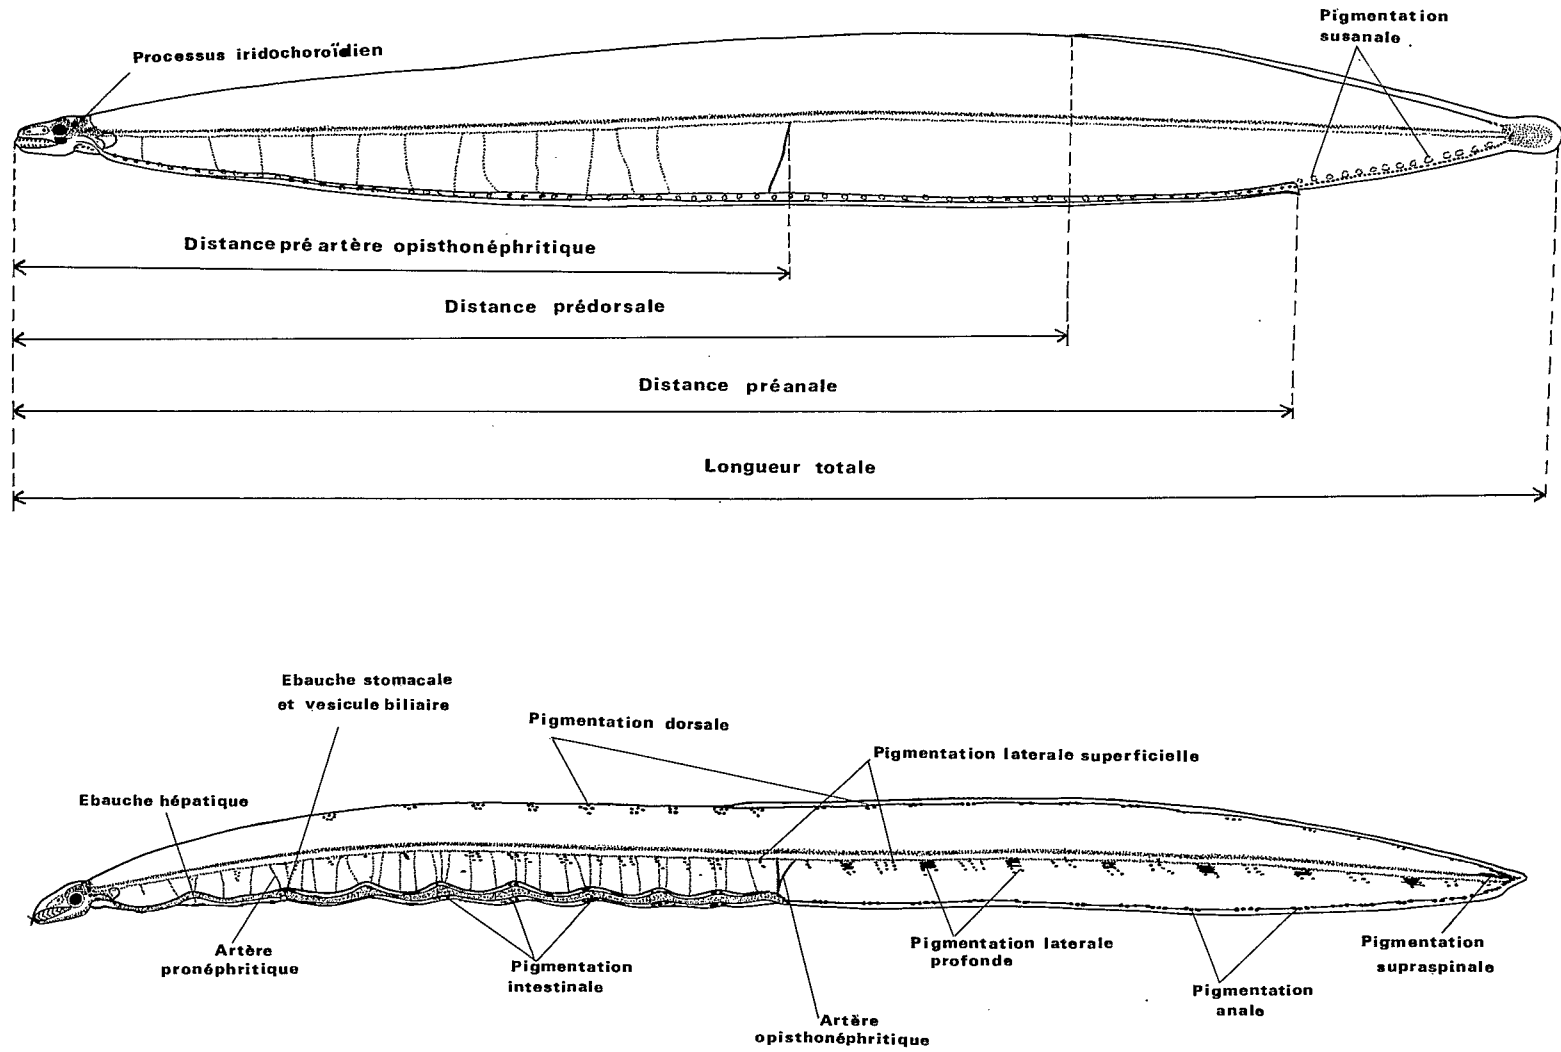 Pigmentation
susanale
Processus iridochoroïdien
Distance pré artère opisthonéphritique
Distance prédorsale
Distance préanale
Longueur totale
Ebauche stomacale
et vesicule biliaire
Pigmentation dorsale
Pigmentation laterale superficielle
Ebauche hépatique
Artère
pronéphritique
Pigmentation
intestinale
Pigmentation laterale
profonde
Pigmentation
supraspinale
Pigmentation
anale
Artère
opisthonéphritique